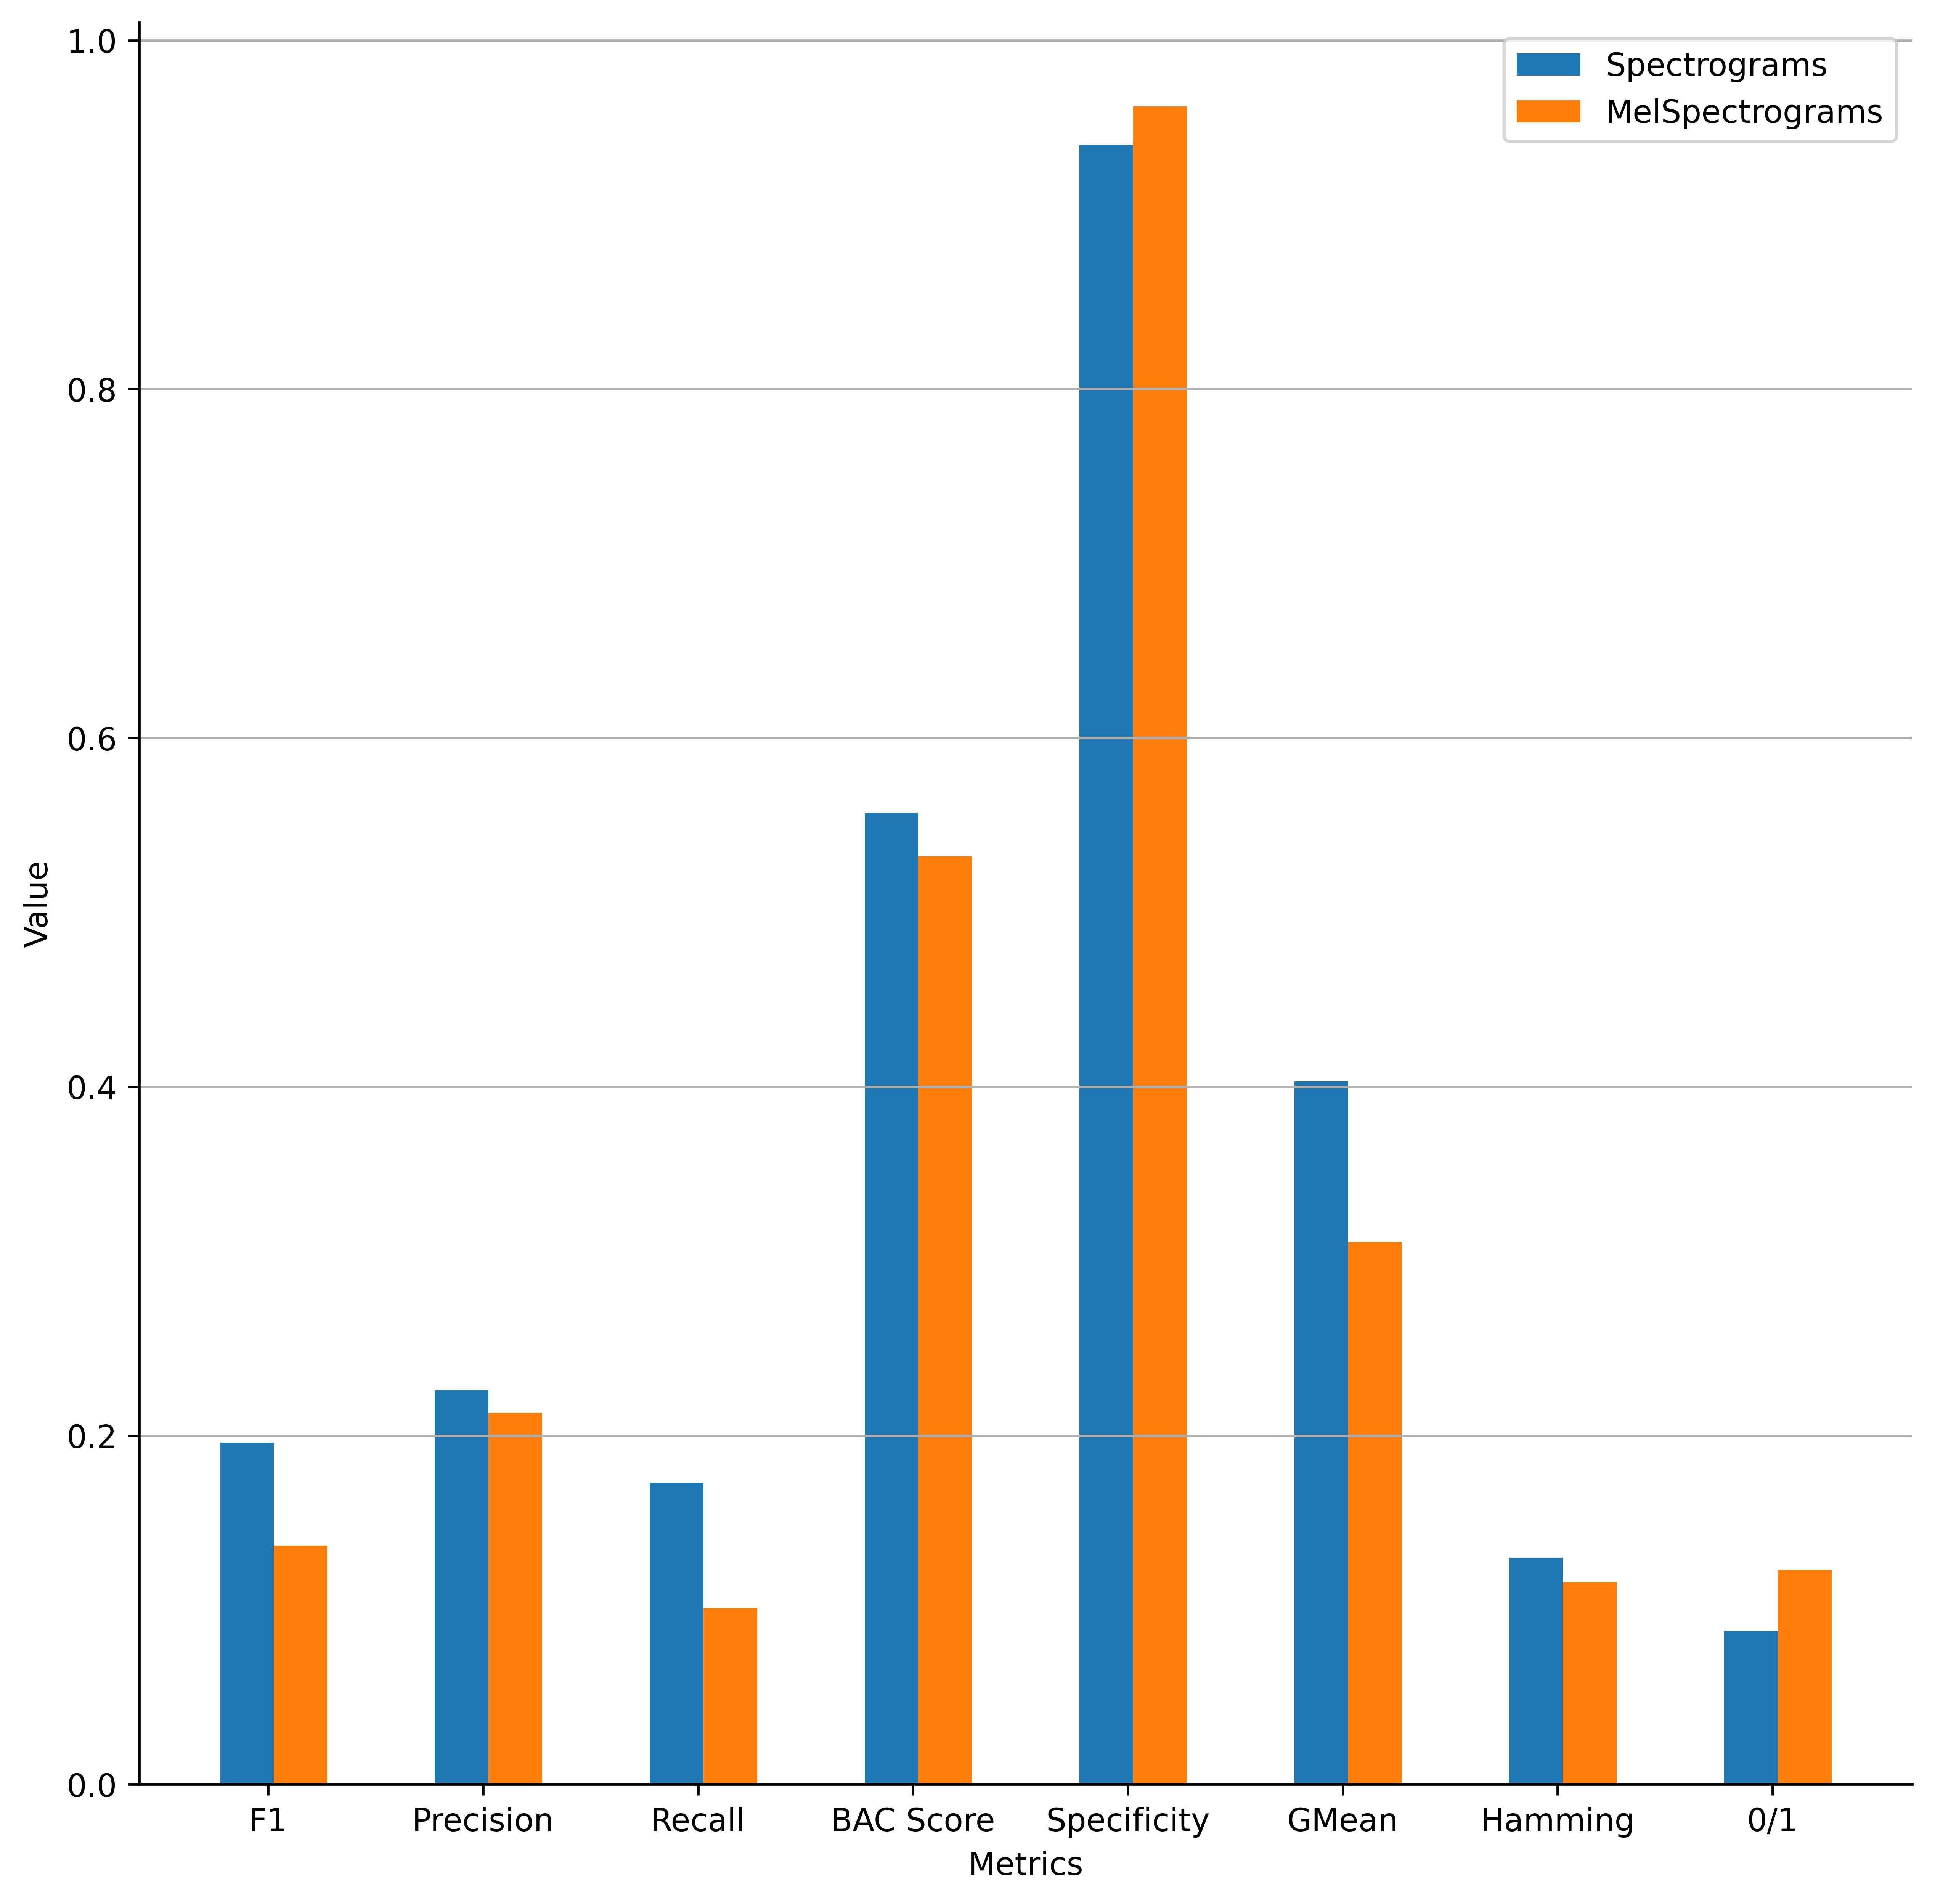 1.0
0.8
0.6
0.4
0.2
0.0
Value
Spectrograms
MelSpectrograms
F1 Precision Recall BAC Score Specificity GMean Hamming 0/1
Metrics